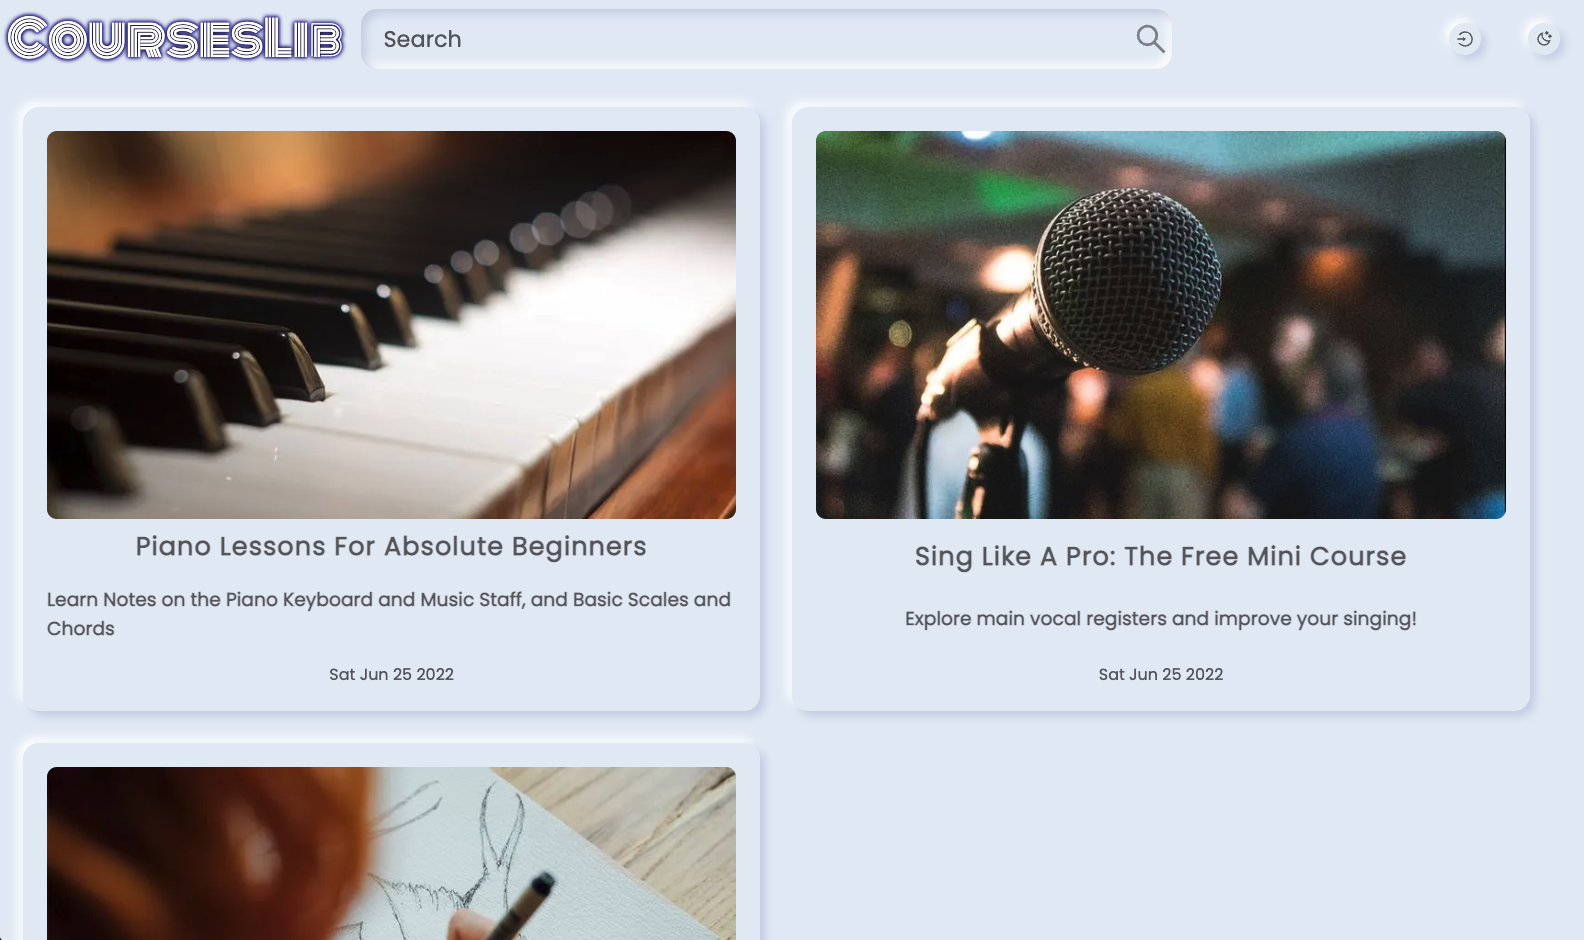 COURSESLIB
Search
Piano Lessons For Absolute Beginners
Learn Notes on the Piano Keyboard and Music Staff, and Basic Scales and
Chords
Sat Jun 25 2022
Sing Like A Pro: The Free Mini Course
Explore main vocal registers and improve your singing!
Sat Jun 25 2022